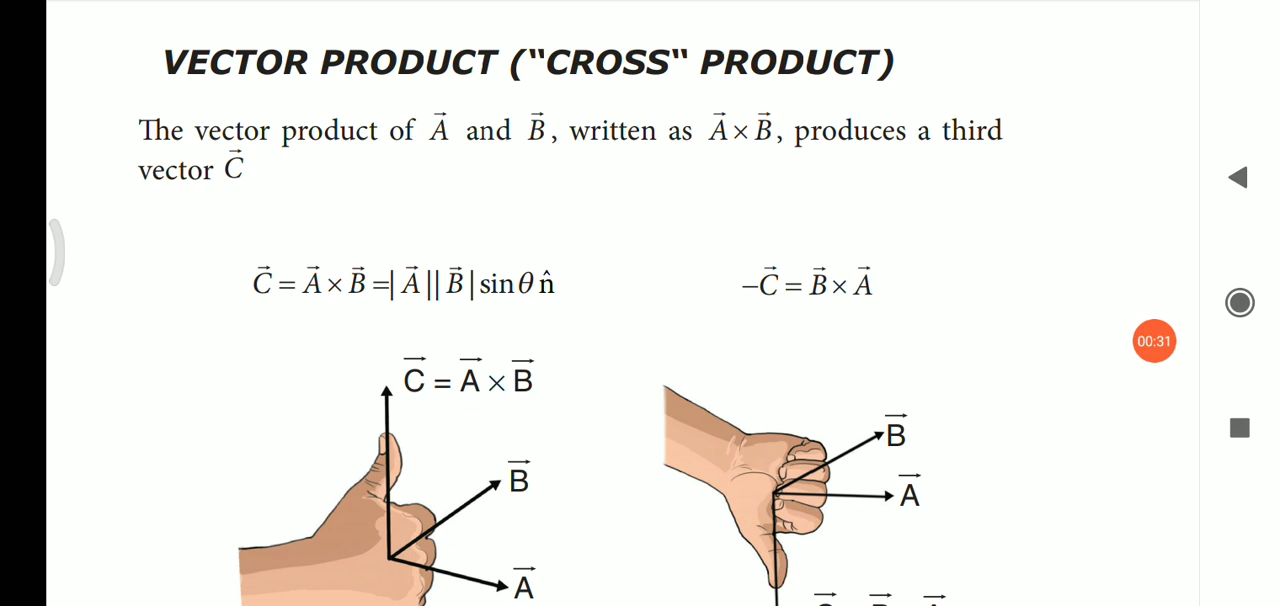 VECTOR PRODUCT ("CROSS" PRODUCT)
The vector product of A⃗ and B⃗, written as A⃗ × B⃗, produces a third
vector C⃗
C⃗ = A⃗ × B⃗ =| A⃗ || B⃗ | sin θ n̂
−C⃗ = B⃗ × A⃗
00:31
C⃗ = A⃗ × B⃗
B⃗
A⃗
B⃗
A⃗